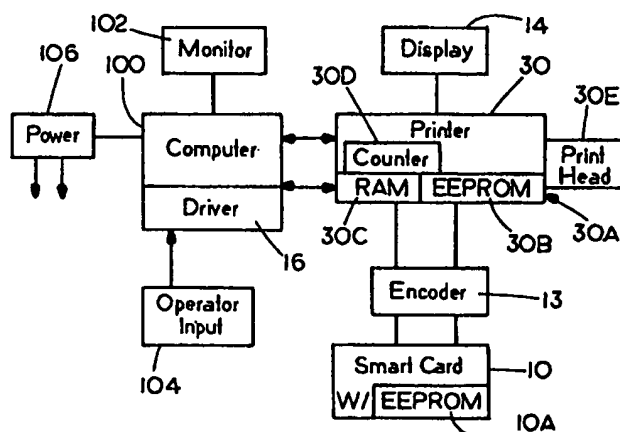 102
Monitor
14
Display
106
100
30D
30
30E
Power
Computer
Printer
Counter
Print
Head
RAM
EEPROM
Driver
16
30C
30B
30A
Encoder
13
Operator
Input
104
Smart Card
10
W/ EEPROM
10A